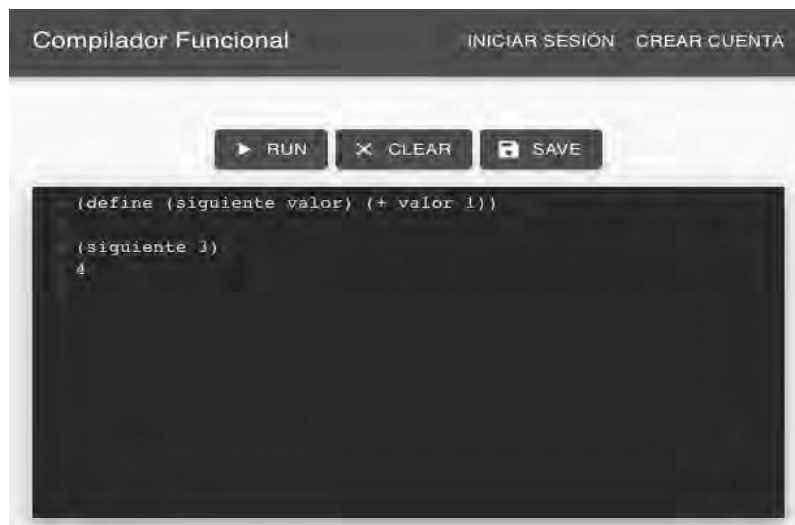 Compilador Funcional INICIAR SESIÓN CREAR CUENTA
RUN CLEAR SAVE
(define (siguiente valor) (+ valor 1))
(siguiente 3)
4